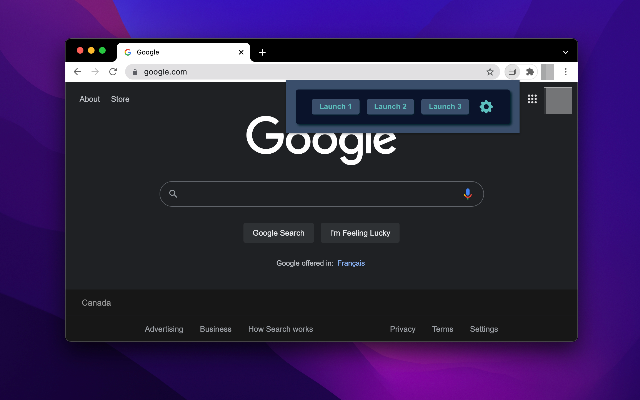 Google
google.com
About Store
Launch 1 Launch 2 Launch 3
Google
Google Search I'm Feeling Lucky
Google offered in: Français
Canada
Advertising Business How Search works Privacy Terms Settings